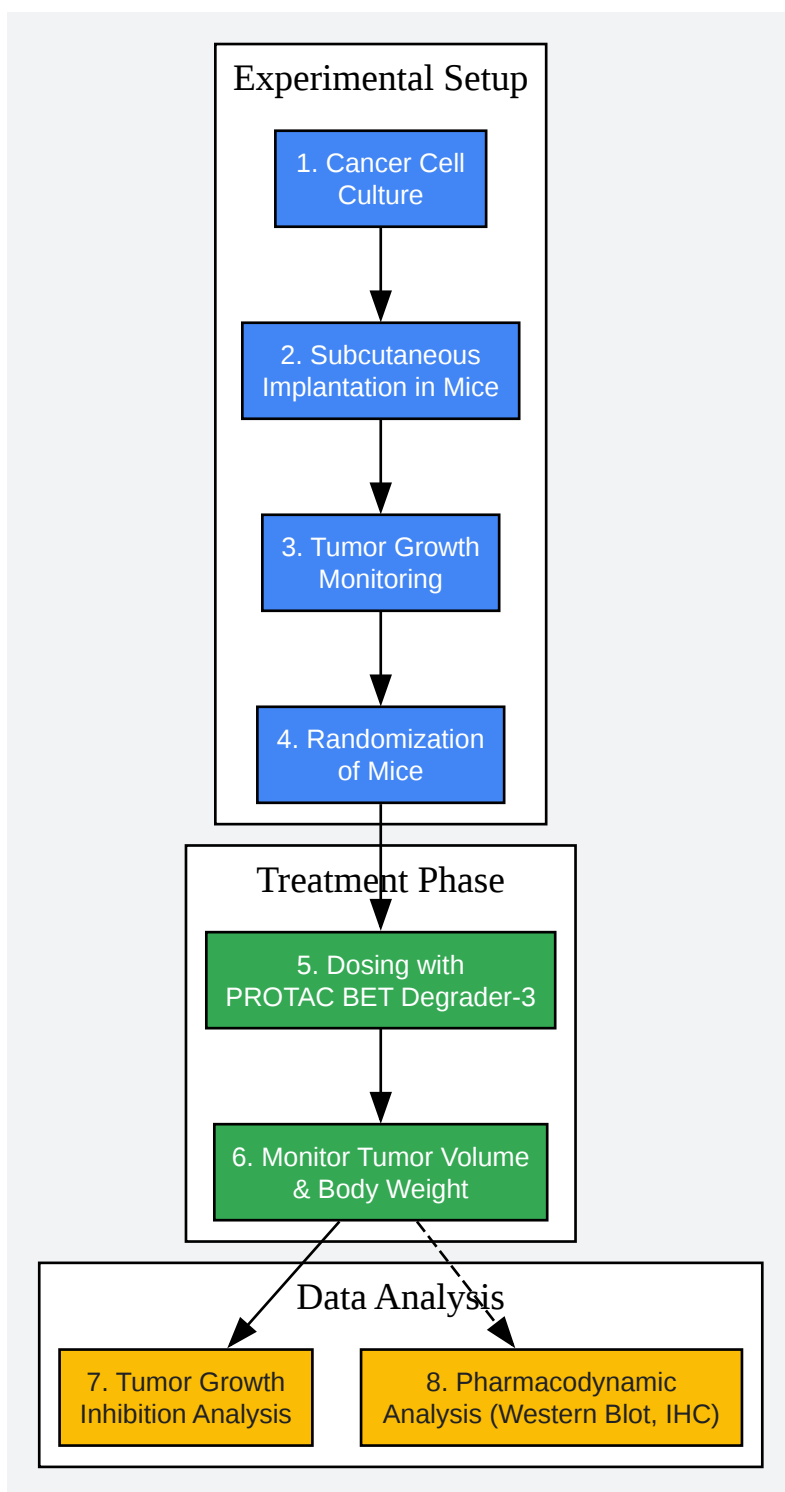 Experimental Setup
1. Cancer Cell
Culture
2. Subcutaneous
Implantation in Mice
3. Tumor Growth
Monitoring
4. Randomization
of Mice
Treatment Phase
5. Dosing with
PROTAC BET Degrader-3
6. Monitor Tumor Volume
& Body Weight
Data Analysis
7. Tumor Growth
Inhibition Analysis
8. Pharmacodynamic
Analysis (Western Blot, IHC)